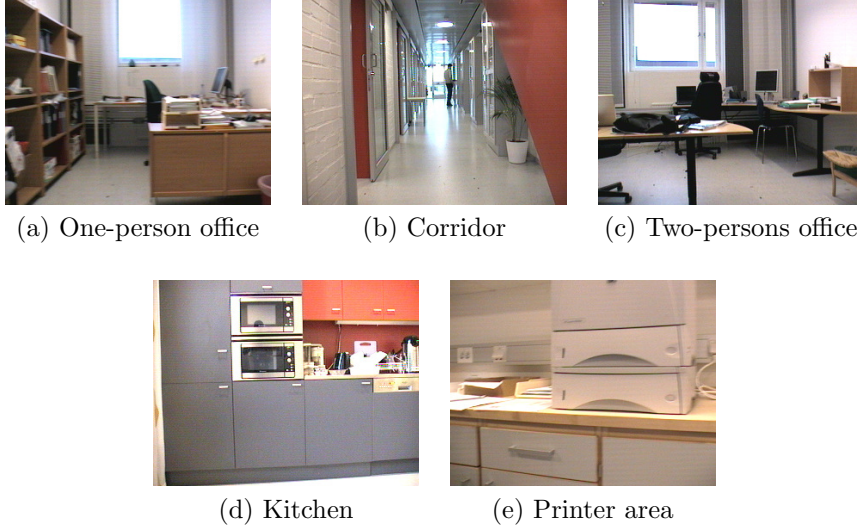 (a) One-person office
(b) Corridor
(c) Two-persons office
(d) Kitchen
(e) Printer area